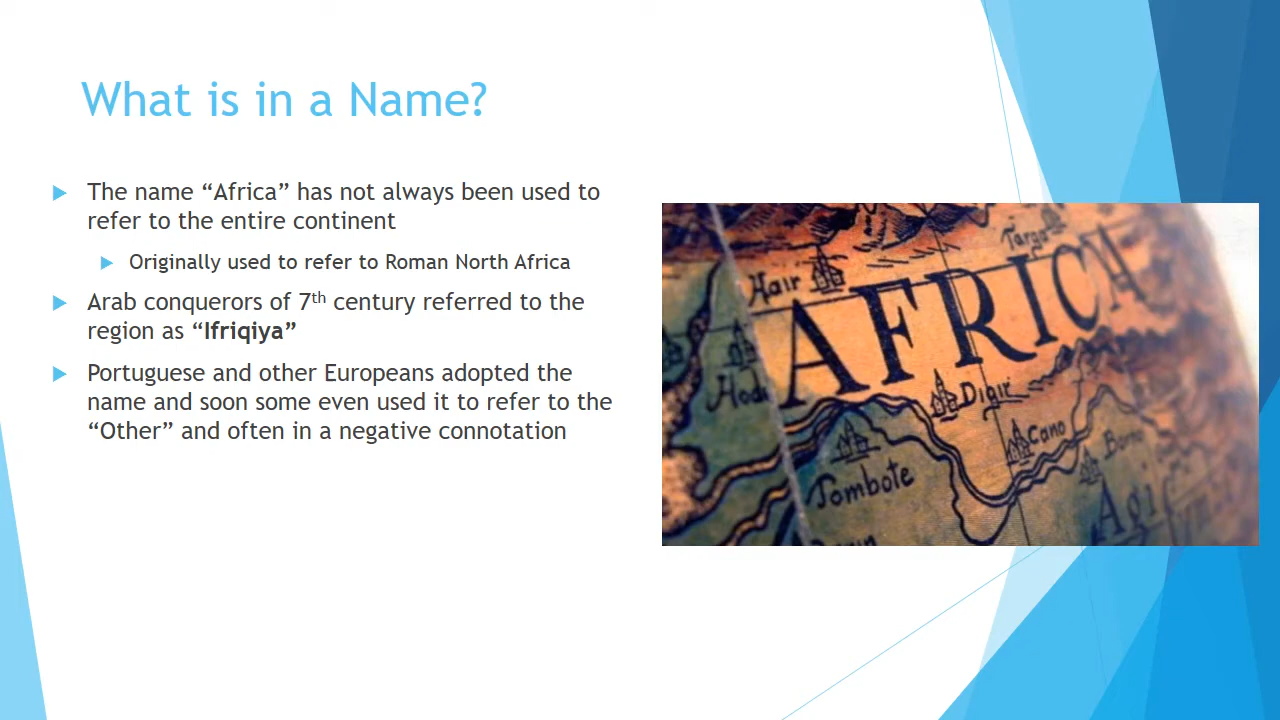 What is in a Name?
The name “Africa” has not always been used to
refer to the entire continent
Originally used to refer to Roman North Africa
Arab conquerors of 7th century referred to the
region as “Ifriqiya”
Portuguese and other Europeans adopted the
name and soon some even used it to refer to the
“Other” and often in a negative connotation
Targa
Hair
AFRICA
Digir
Cano
Tombote